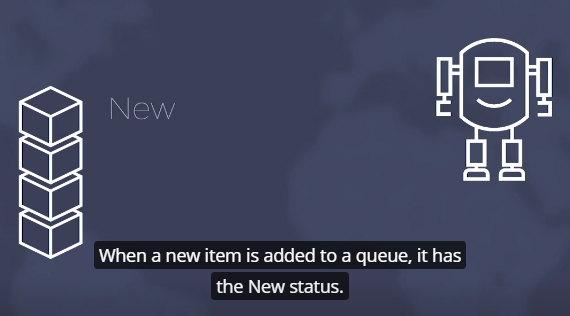 New
When a new item is added to a queue, it has
the New status.